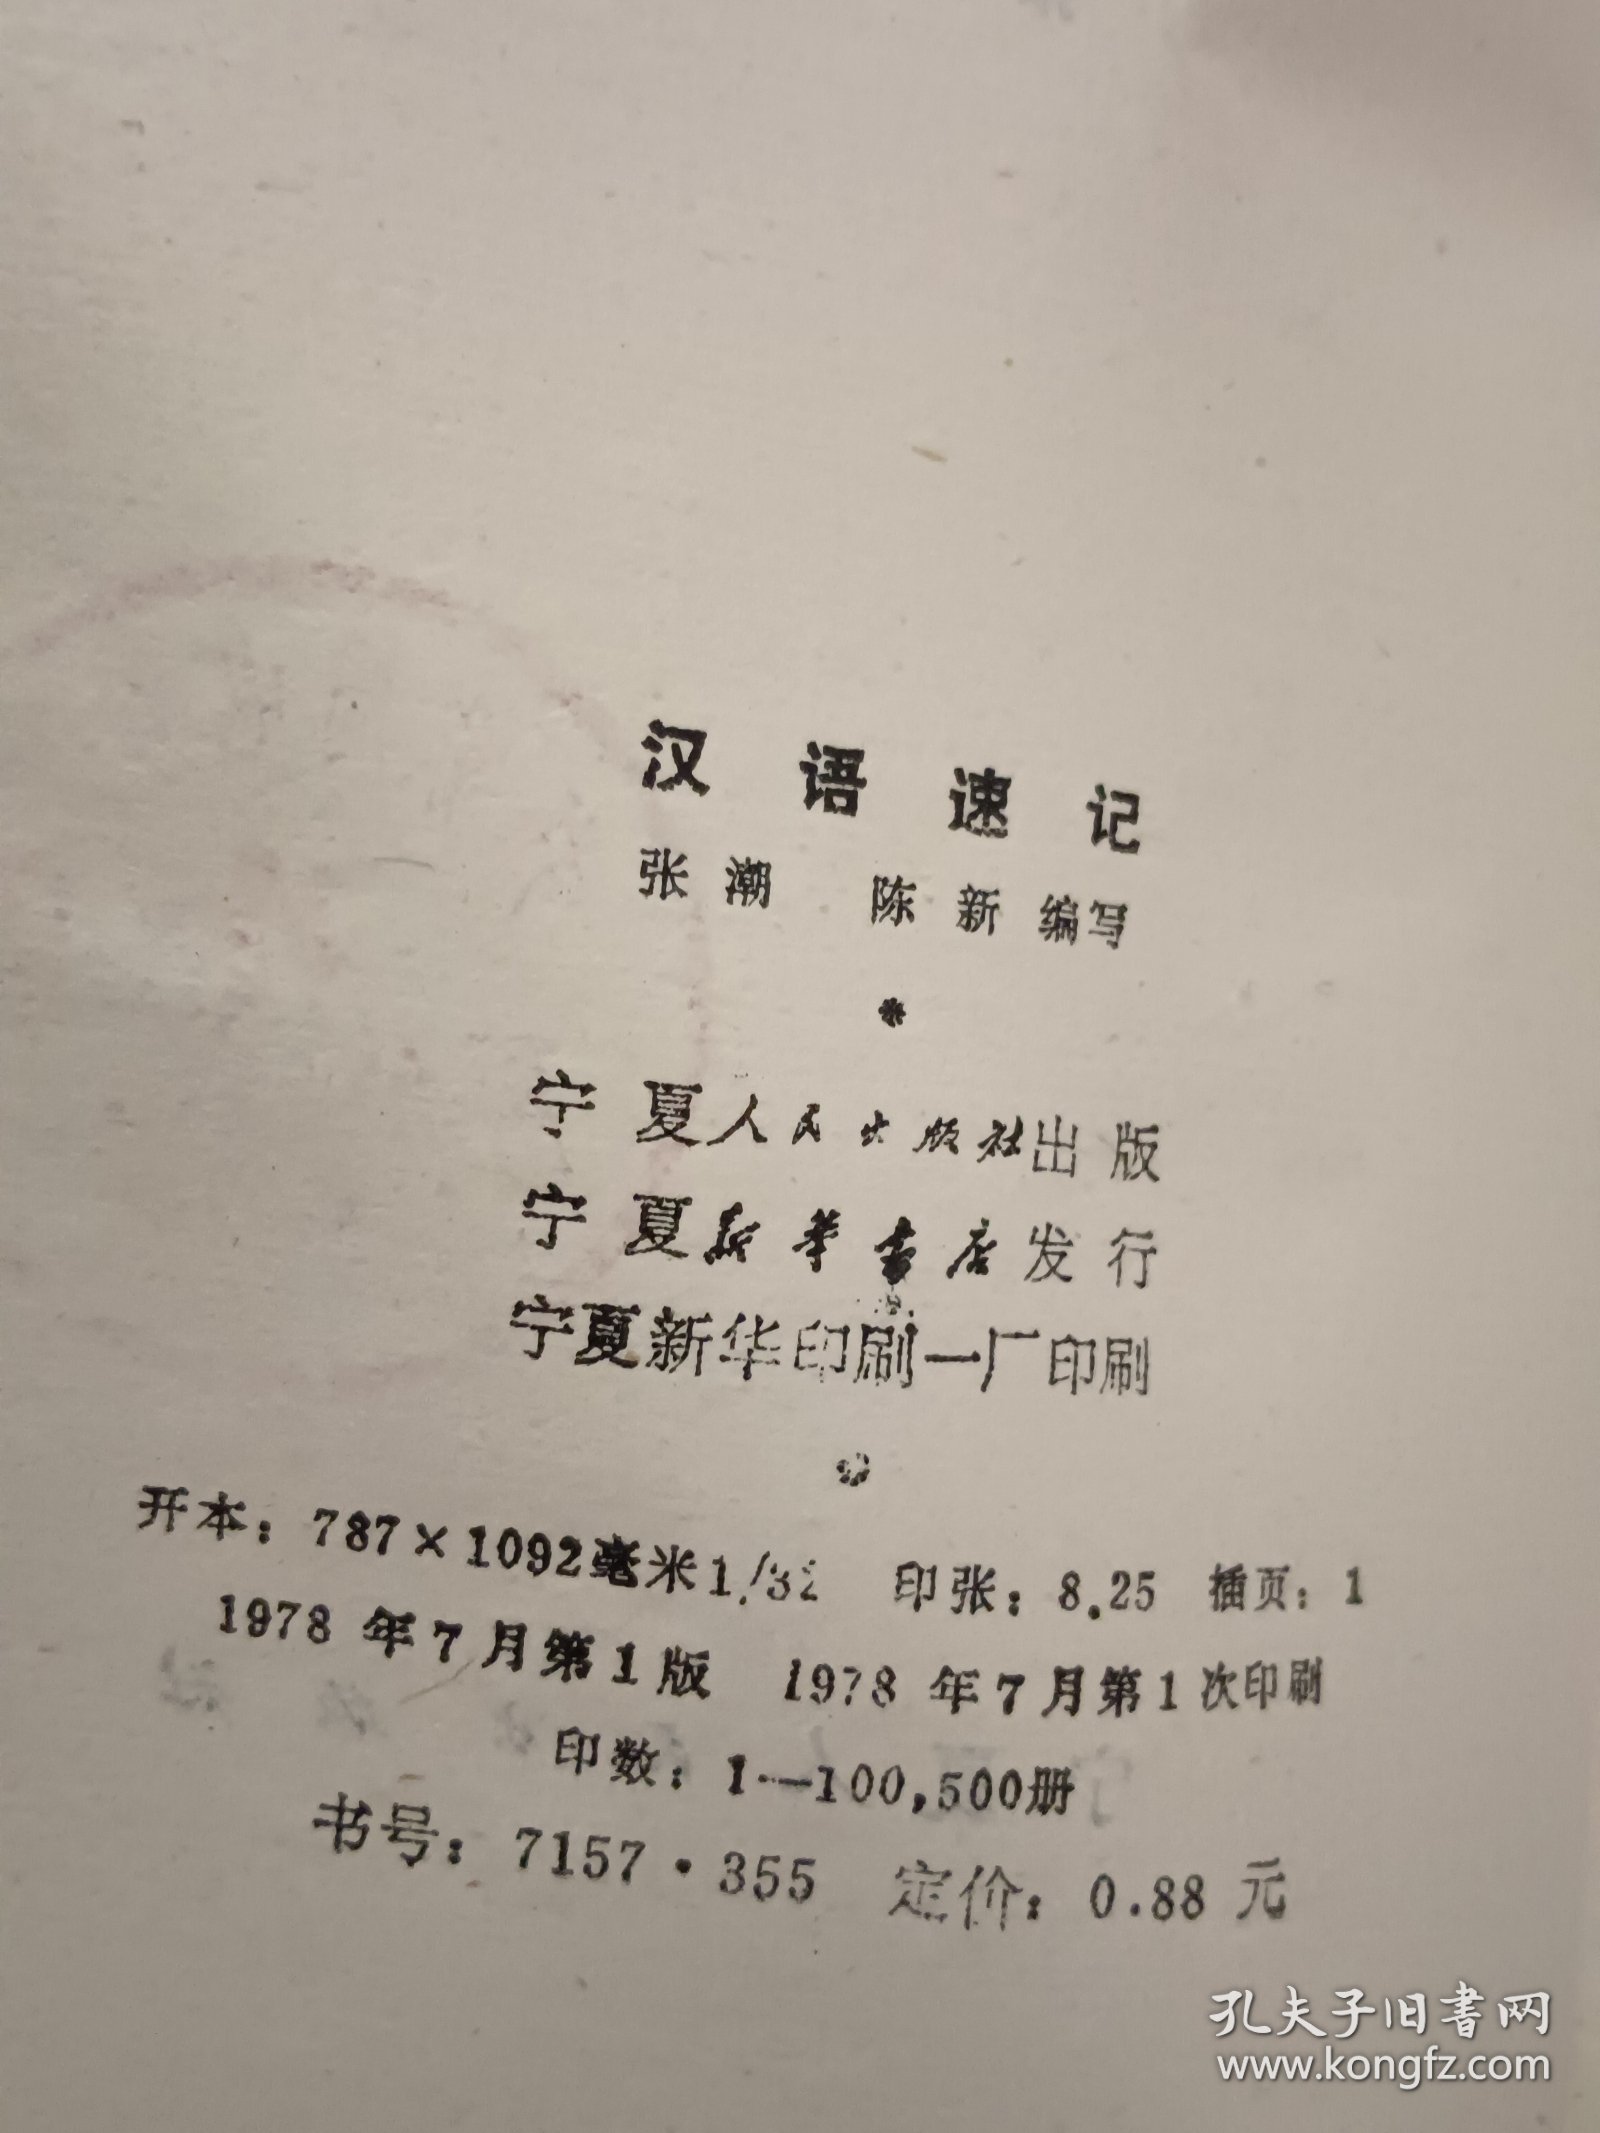 汉语速记
张潮 陈新编写
*
宁夏人民出版社出版
宁夏新华书店发行
宁夏新华印刷一厂印刷
开本：787×1092毫米1/32 印张：8.25 插页：1
1978年7月第1版 1978年7月第1次印刷
印数：1—100,500册
书号：7157·355 定价：0.88元
孔夫子旧书网
www.kongfz.com